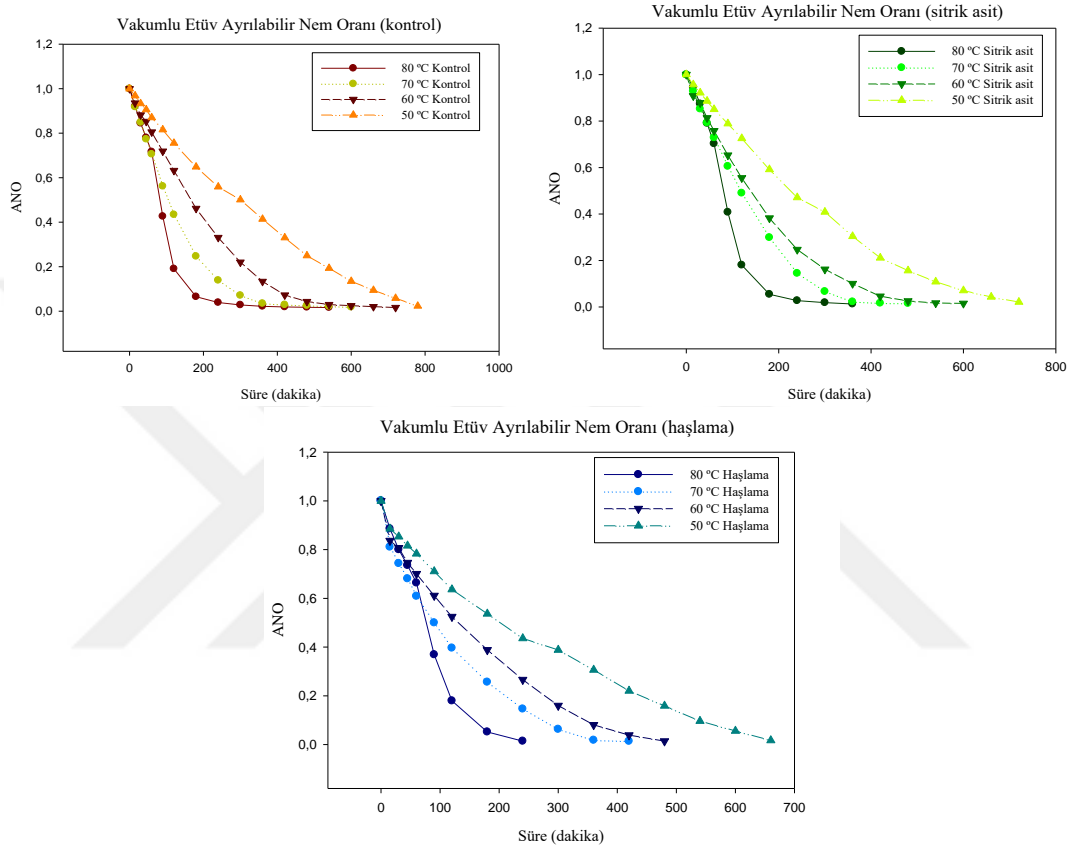 Vakumlu Etüv Ayrılabilir Nem Oranı (kontrol)
1,2
1,0
0,8
0,6
0,4
0,2
0,0
ANO
80 ºC Kontrol
70 ºC Kontrol
60 ºC Kontrol
50 ºC Kontrol
0 200 400 600 800 1000
Süre (dakika)
Vakumlu Etüv Ayrılabilir Nem Oranı (sitrik asit)
1,2
1,0
0,8
0,6
0,4
0,2
0,0
ANO
80 ºC Sitrik asit
70 ºC Sitrik asit
60 ºC Sitrik asit
50 ºC Sitrik asit
0 200 400 600 800
Süre (dakika)
Vakumlu Etüv Ayrılabilir Nem Oranı (haşlama)
1,2
1,0
0,8
0,6
0,4
0,2
0,0
ANO
80 ºC Haşlama
70 ºC Haşlama
60 ºC Haşlama
50 ºC Haşlama
0 100 200 300 400 500 600 700
Süre (dakika)